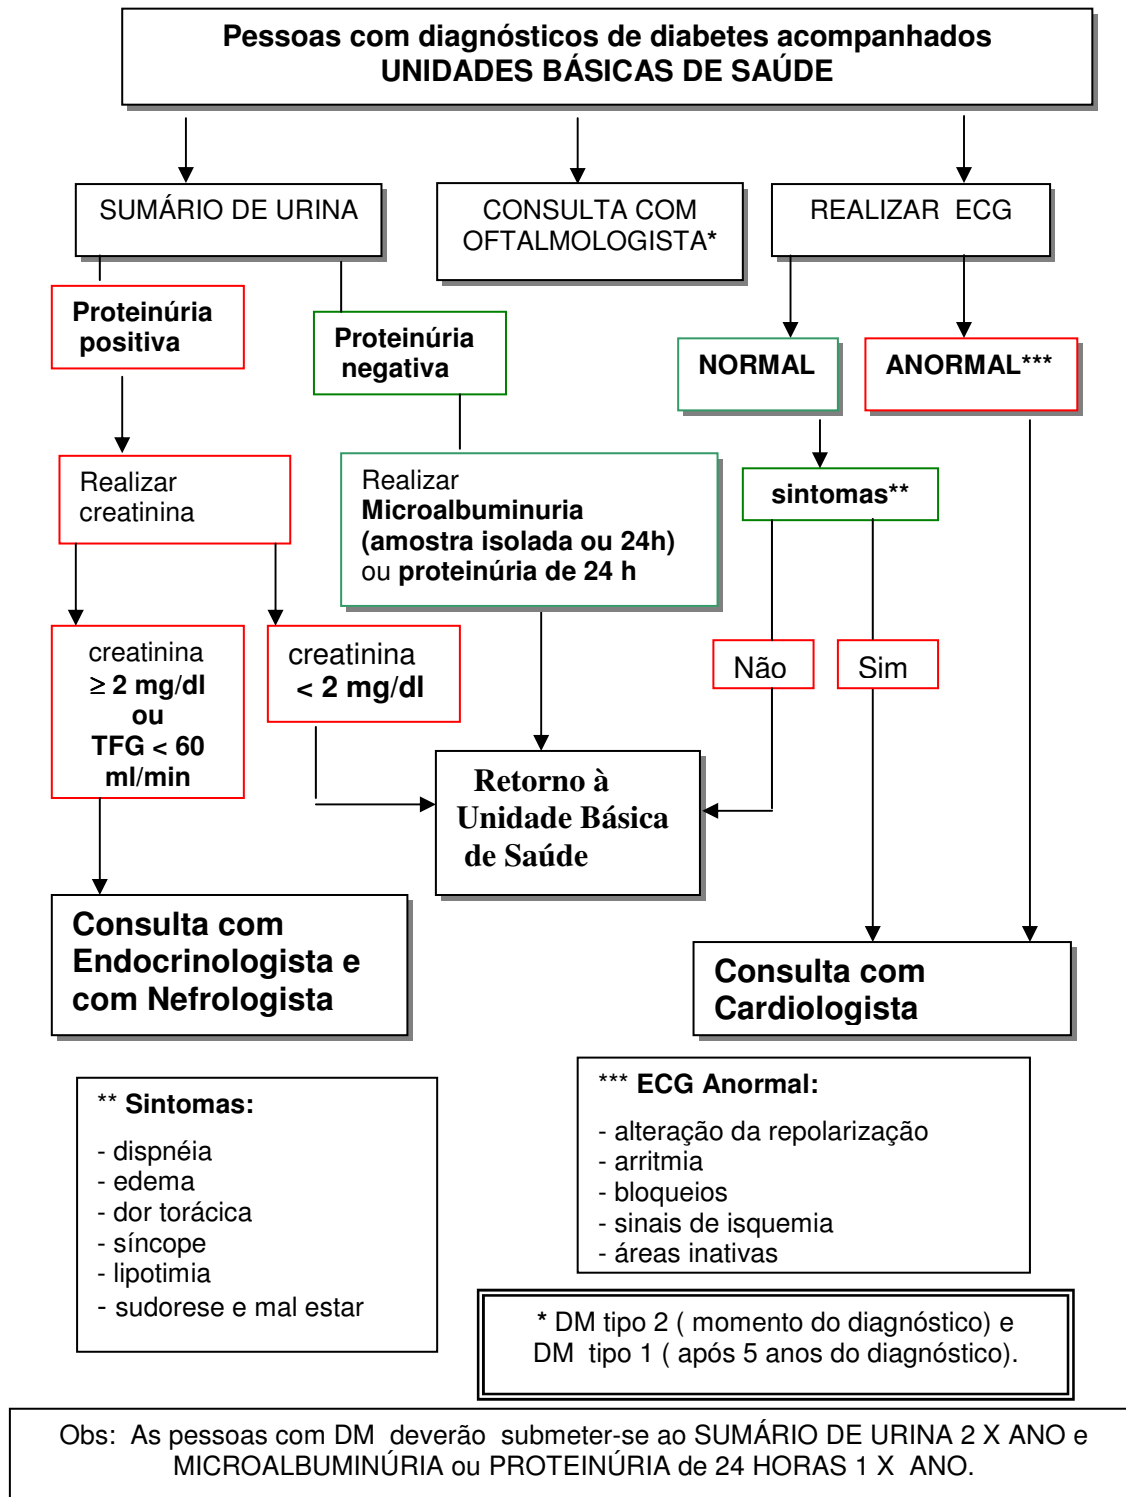 Pessoas com diagnósticos de diabetes acompanhados
UNIDADES BÁSICAS DE SAÚDE
SUMÁRIO DE URINA
CONSULTA COM
OFTALMOLOGISTA*
REALIZAR ECG
Proteinúria
positiva
Proteinúria
negativa
NORMAL
ANORMAL***
Realizar
creatinina
Realizar
Microalbuminuria
(amostra isolada ou 24h)
ou proteinúria de 24 h
sintomas**
creatinina
≥ 2 mg/dl
ou
TFG < 60
ml/min
creatinina
< 2 mg/dl
Não
Sim
Retorno à
Unidade Básica
de Saúde
Consulta com
Endocrinologista e
com Nefrologista
Consulta com
Cardiologista
** Sintomas:
- dispnéia
- edema
- dor torácica
- síncope
- lipotimia
- sudorese e mal estar
*** ECG Anormal:
- alteração da repolarização
- arritmia
- bloqueios
- sinais de isquemia
- áreas inativas
* DM tipo 2 ( momento do diagnóstico) e
DM tipo 1 ( após 5 anos do diagnóstico).
Obs: As pessoas com DM deverão submeter-se ao SUMÁRIO DE URINA 2 X ANO e
MICROALBUMINÚRIA ou PROTEINÚRIA de 24 HORAS 1 X ANO.